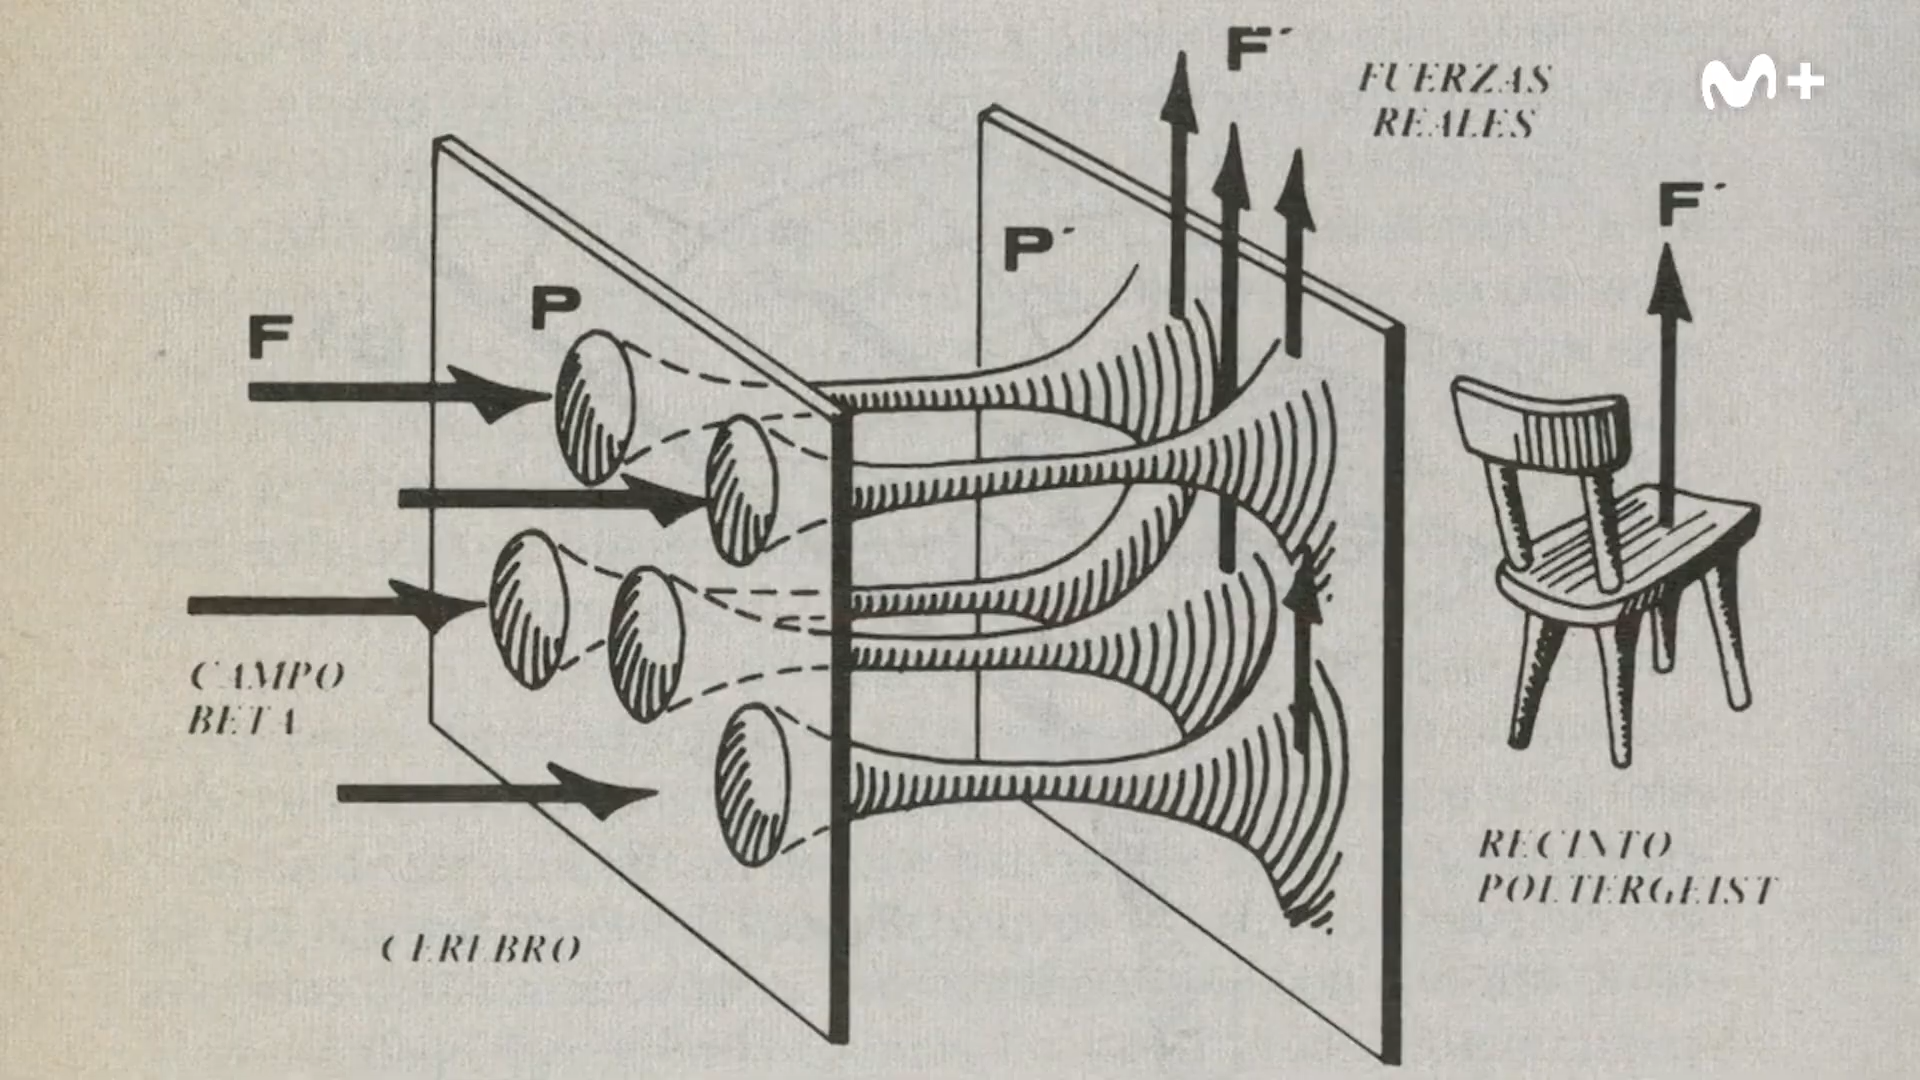 F´
FUERZAS
REALES
M+
F´
P´
P
F
CAMPO
BETA
RECINTO
POLTERGEIST
CEREBRO